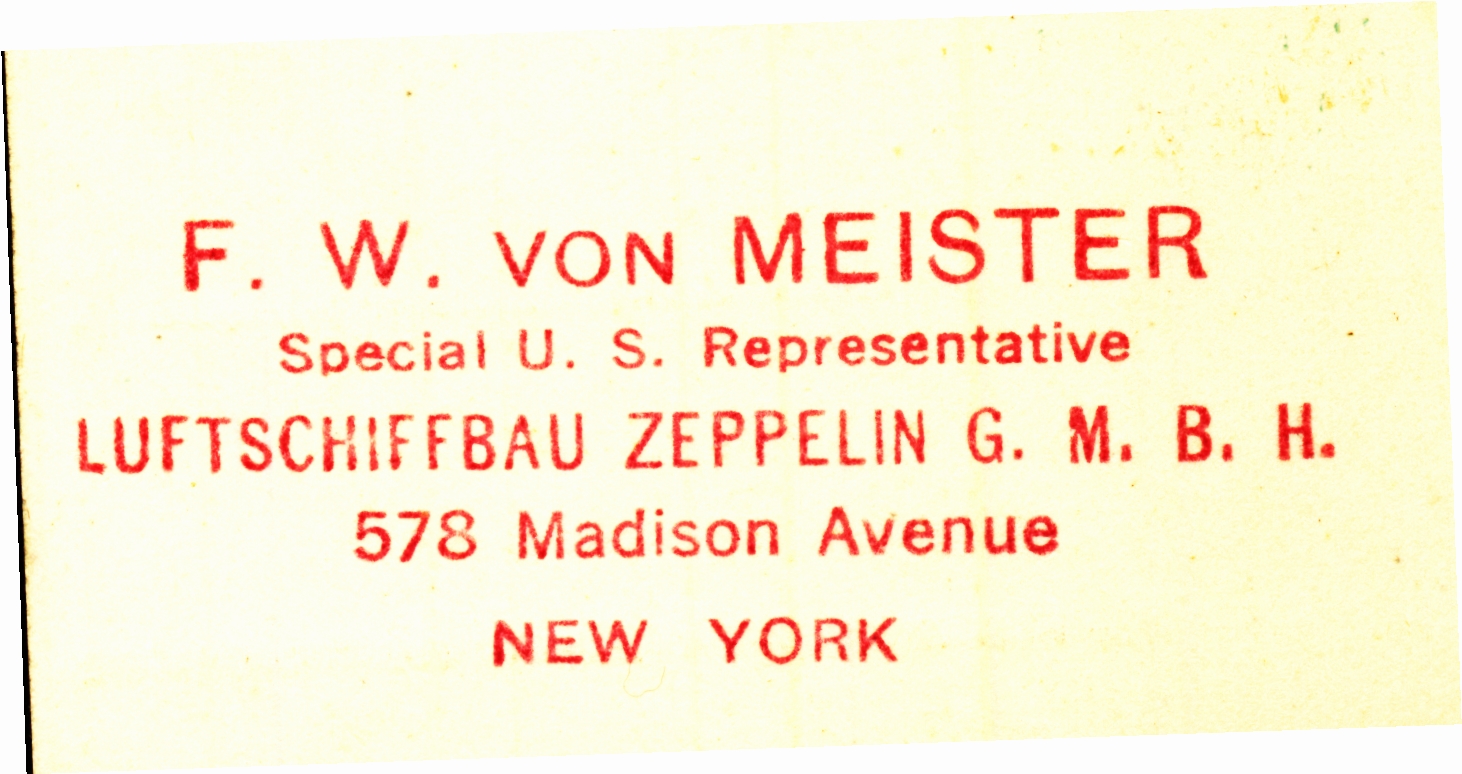 F. W. VON MEISTER
Special U. S. Representative
LUFTSCHIFFBAU ZEPPELIN G. M. B. H.
578 Madison Avenue
NEW YORK